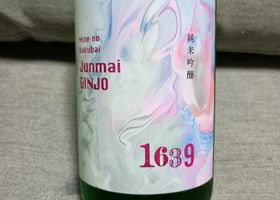 Mine no
Hakubai
Junmai
GINJO
純米吟醸
1639